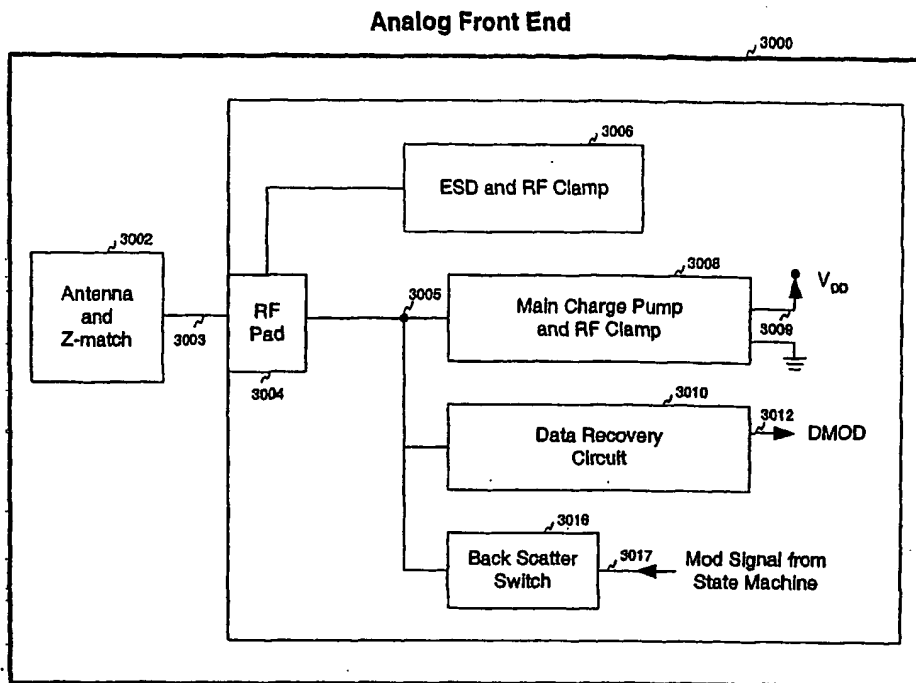 Analog Front End
3000
3006
ESD and RF Clamp
3002
Antenna
and
Z-match
3003
RF
Pad
3004
3005
3008
Main Charge Pump
and RF Clamp
3009
VDD
3010
Data Recovery
Circuit
3012
DMOD
3016
Back Scatter
Switch
3017
Mod Signal from
State Machine